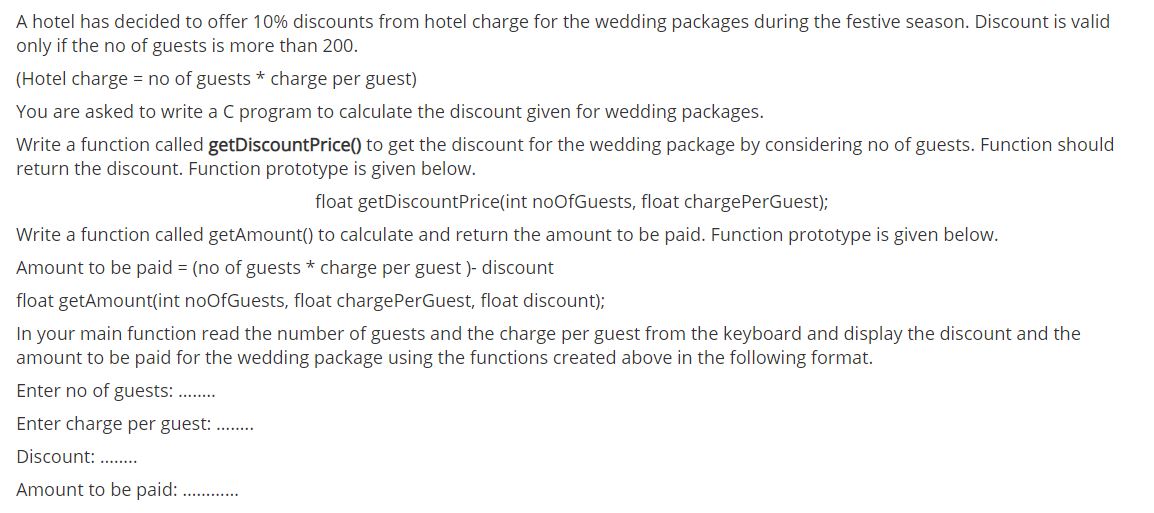 A hotel has decided to offer 10% discounts from hotel charge for the wedding packages during the festive season. Discount is valid
only if the no of guests is more than 200.
(Hotel charge = no of guests * charge per guest)
You are asked to write a C program to calculate the discount given for wedding packages.
Write a function called getDiscountPrice() to get the discount for the wedding package by considering no of guests. Function should
return the discount. Function prototype is given below.
float getDiscountPrice(int noOfGuests, float chargePerGuest);
Write a function called getAmount() to calculate and return the amount to be paid. Function prototype is given below.
Amount to be paid = (no of guests * charge per guest )- discount
float getAmount(int noOfGuests, float chargePerGuest, float discount);
In your main function read the number of guests and the charge per guest from the keyboard and display the discount and the
amount to be paid for the wedding package using the functions created above in the following format.
Enter no of guests: ........
Enter charge per guest: ........
Discount: ........
Amount to be paid: ............